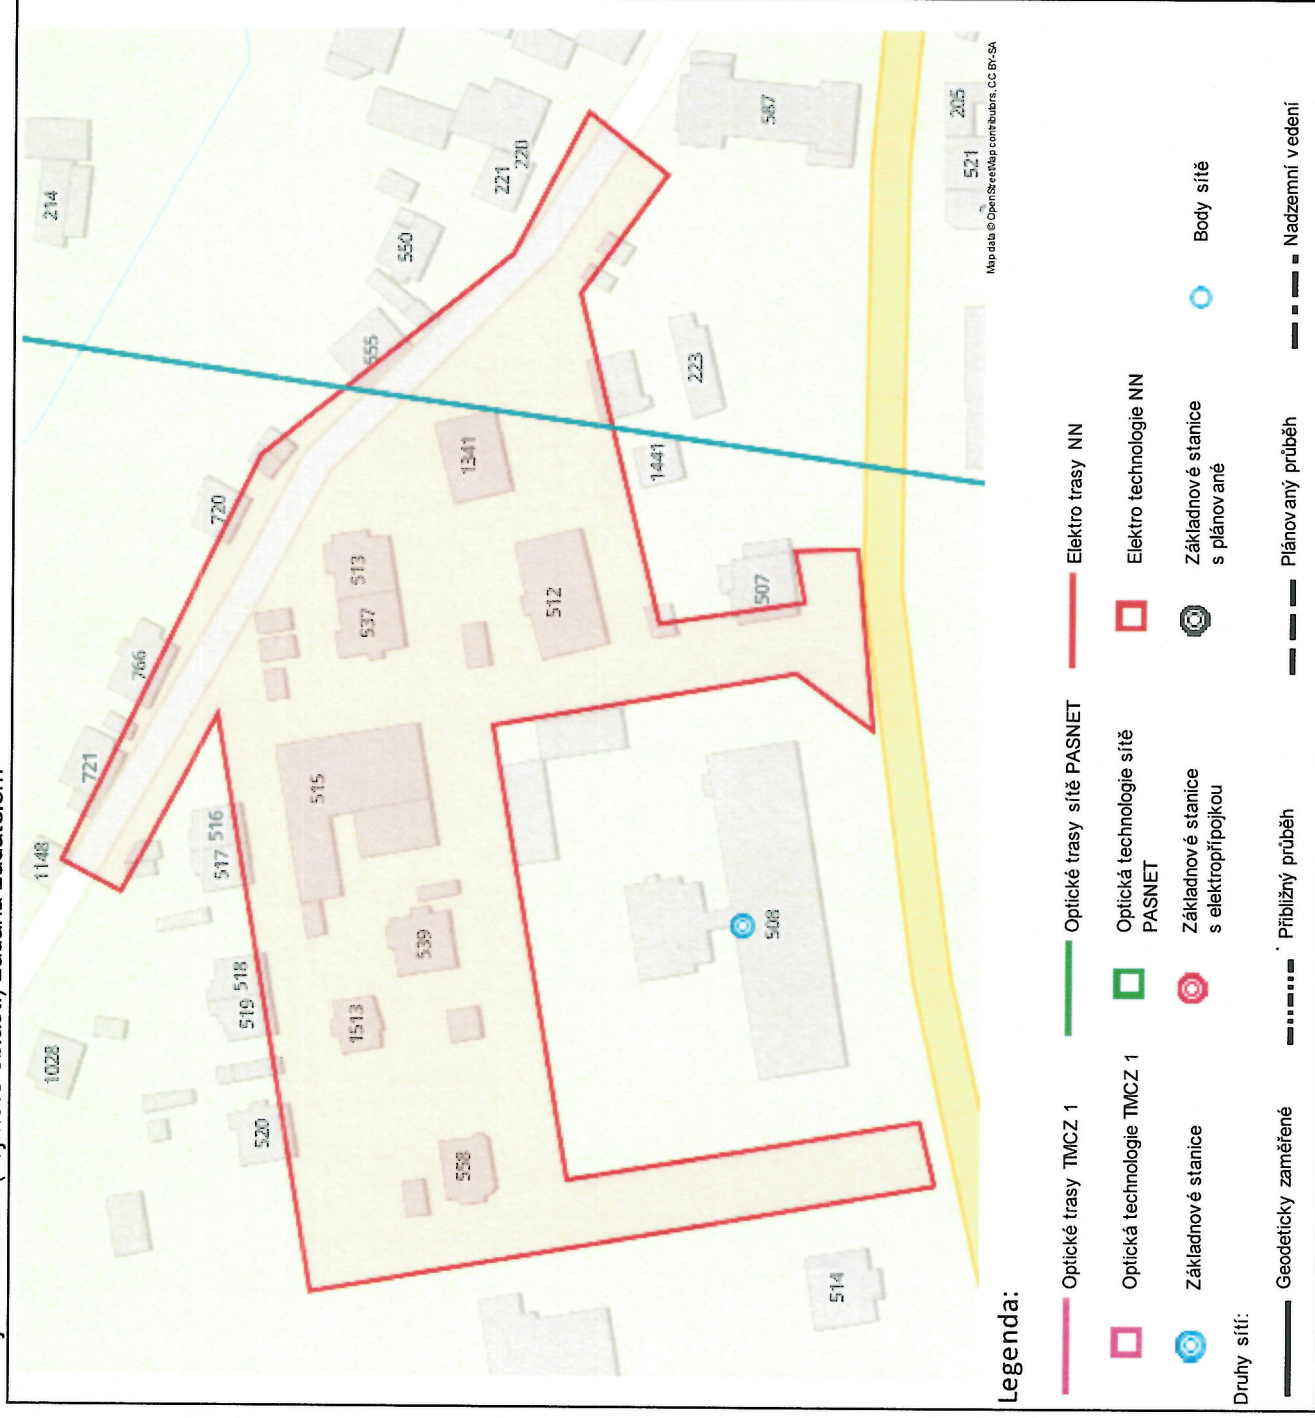 1148
721
766
720
655
550
221
220
214
587
205
521
223
1441
1341
513
537
512
507
515
516
517
518
519
539
1513
520
558
1028
508
514
Map data © OpenStreetMap contributors, CC BY-SA
Legenda:
Optické trasy TMCZ 1
Optické trasy sítě PASNET
Elektro trasy NN
Optická technologie TMCZ 1
Optická technologie sítě
PASNET
Elektro technologie NN
Základnové stanice
Základnové stanice
s elektropřípojkou
Základnové stanice
s plánované
Body sítě
Druhy sítí:
Geodeticky zaměřené
Přibližný průběh
Plánovaný průběh
Nadzemní vedení